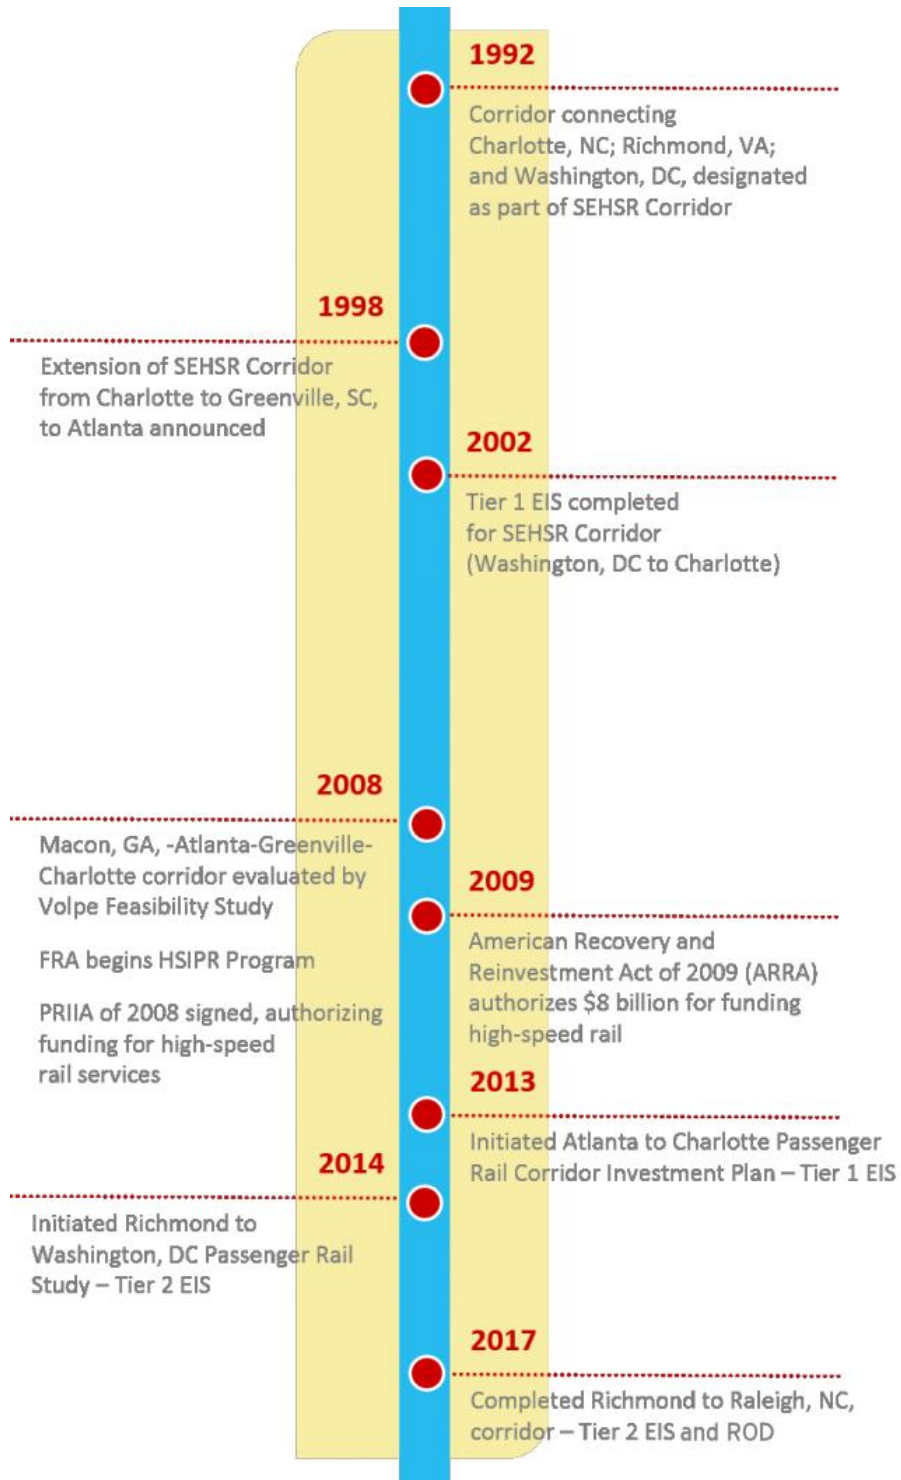 1992
Corridor connecting
Charlotte, NC; Richmond, VA;
and Washington, DC, designated
as part of SEHSR Corridor
1998
Extension of SEHSR Corridor
from Charlotte to Greenville, SC,
to Atlanta announced
2002
Tier 1 EIS completed
for SEHSR Corridor
(Washington, DC to Charlotte)
2008
Macon, GA, -Atlanta-Greenville-
Charlotte corridor evaluated by
Volpe Feasibility Study
FRA begins HSIPR Program
PRIIA of 2008 signed, authorizing
funding for high-speed
rail services
2009
American Recovery and
Reinvestment Act of 2009 (ARRA)
authorizes $8 billion for funding
high-speed rail
2013
Initiated Atlanta to Charlotte Passenger
Rail Corridor Investment Plan – Tier 1 EIS
2014
Initiated Richmond to
Washington, DC Passenger Rail
Study – Tier 2 EIS
2017
Completed Richmond to Raleigh, NC,
corridor – Tier 2 EIS and ROD